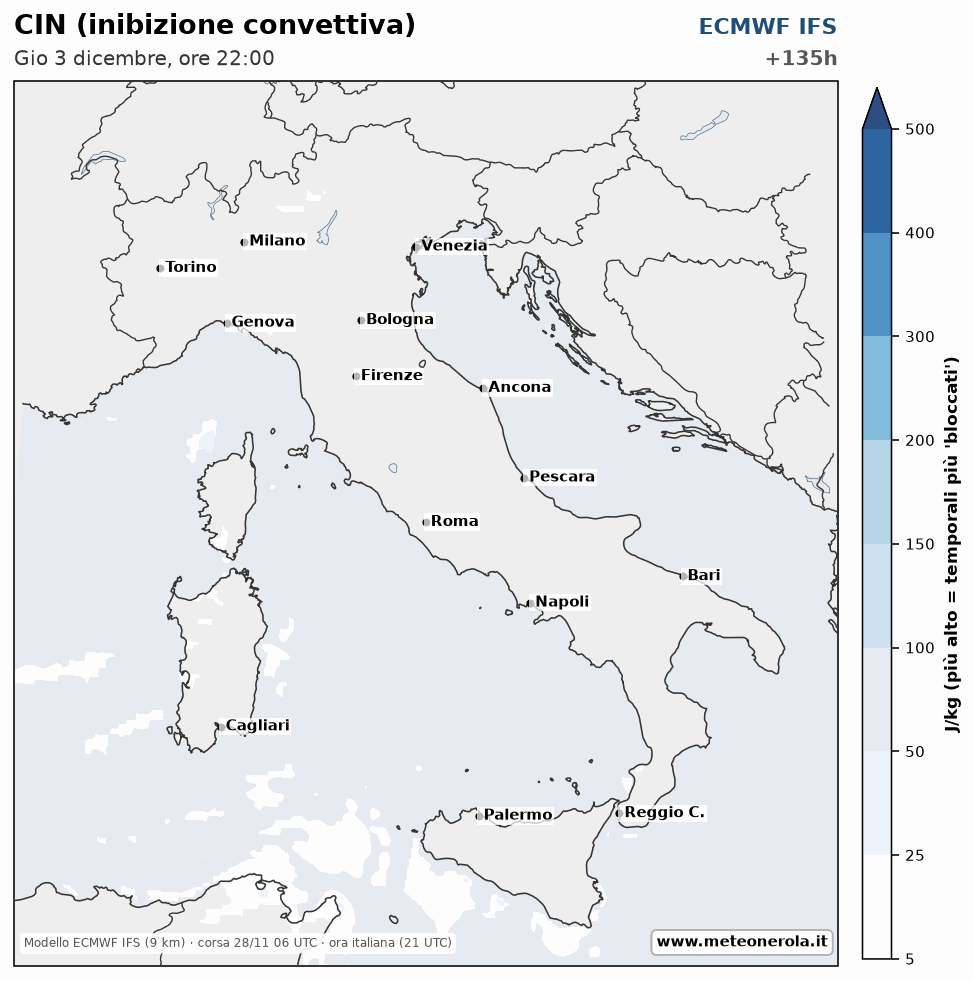 CIN (inibizione convettiva)
ECMWF IFS
Gio 3 dicembre, ore 22:00
+135h
Milano
Venezia
Torino
Genova
Bologna
Firenze
Ancona
Pescara
Roma
Bari
Napoli
Cagliari
Palermo
Reggio C.
500
400
300
200
150
100
50
25
5
J/kg (più alto = temporali più 'bloccati')
Modello ECMWF IFS (9 km) · corsa 28/11 06 UTC · ora italiana (21 UTC)
www.meteonerola.it